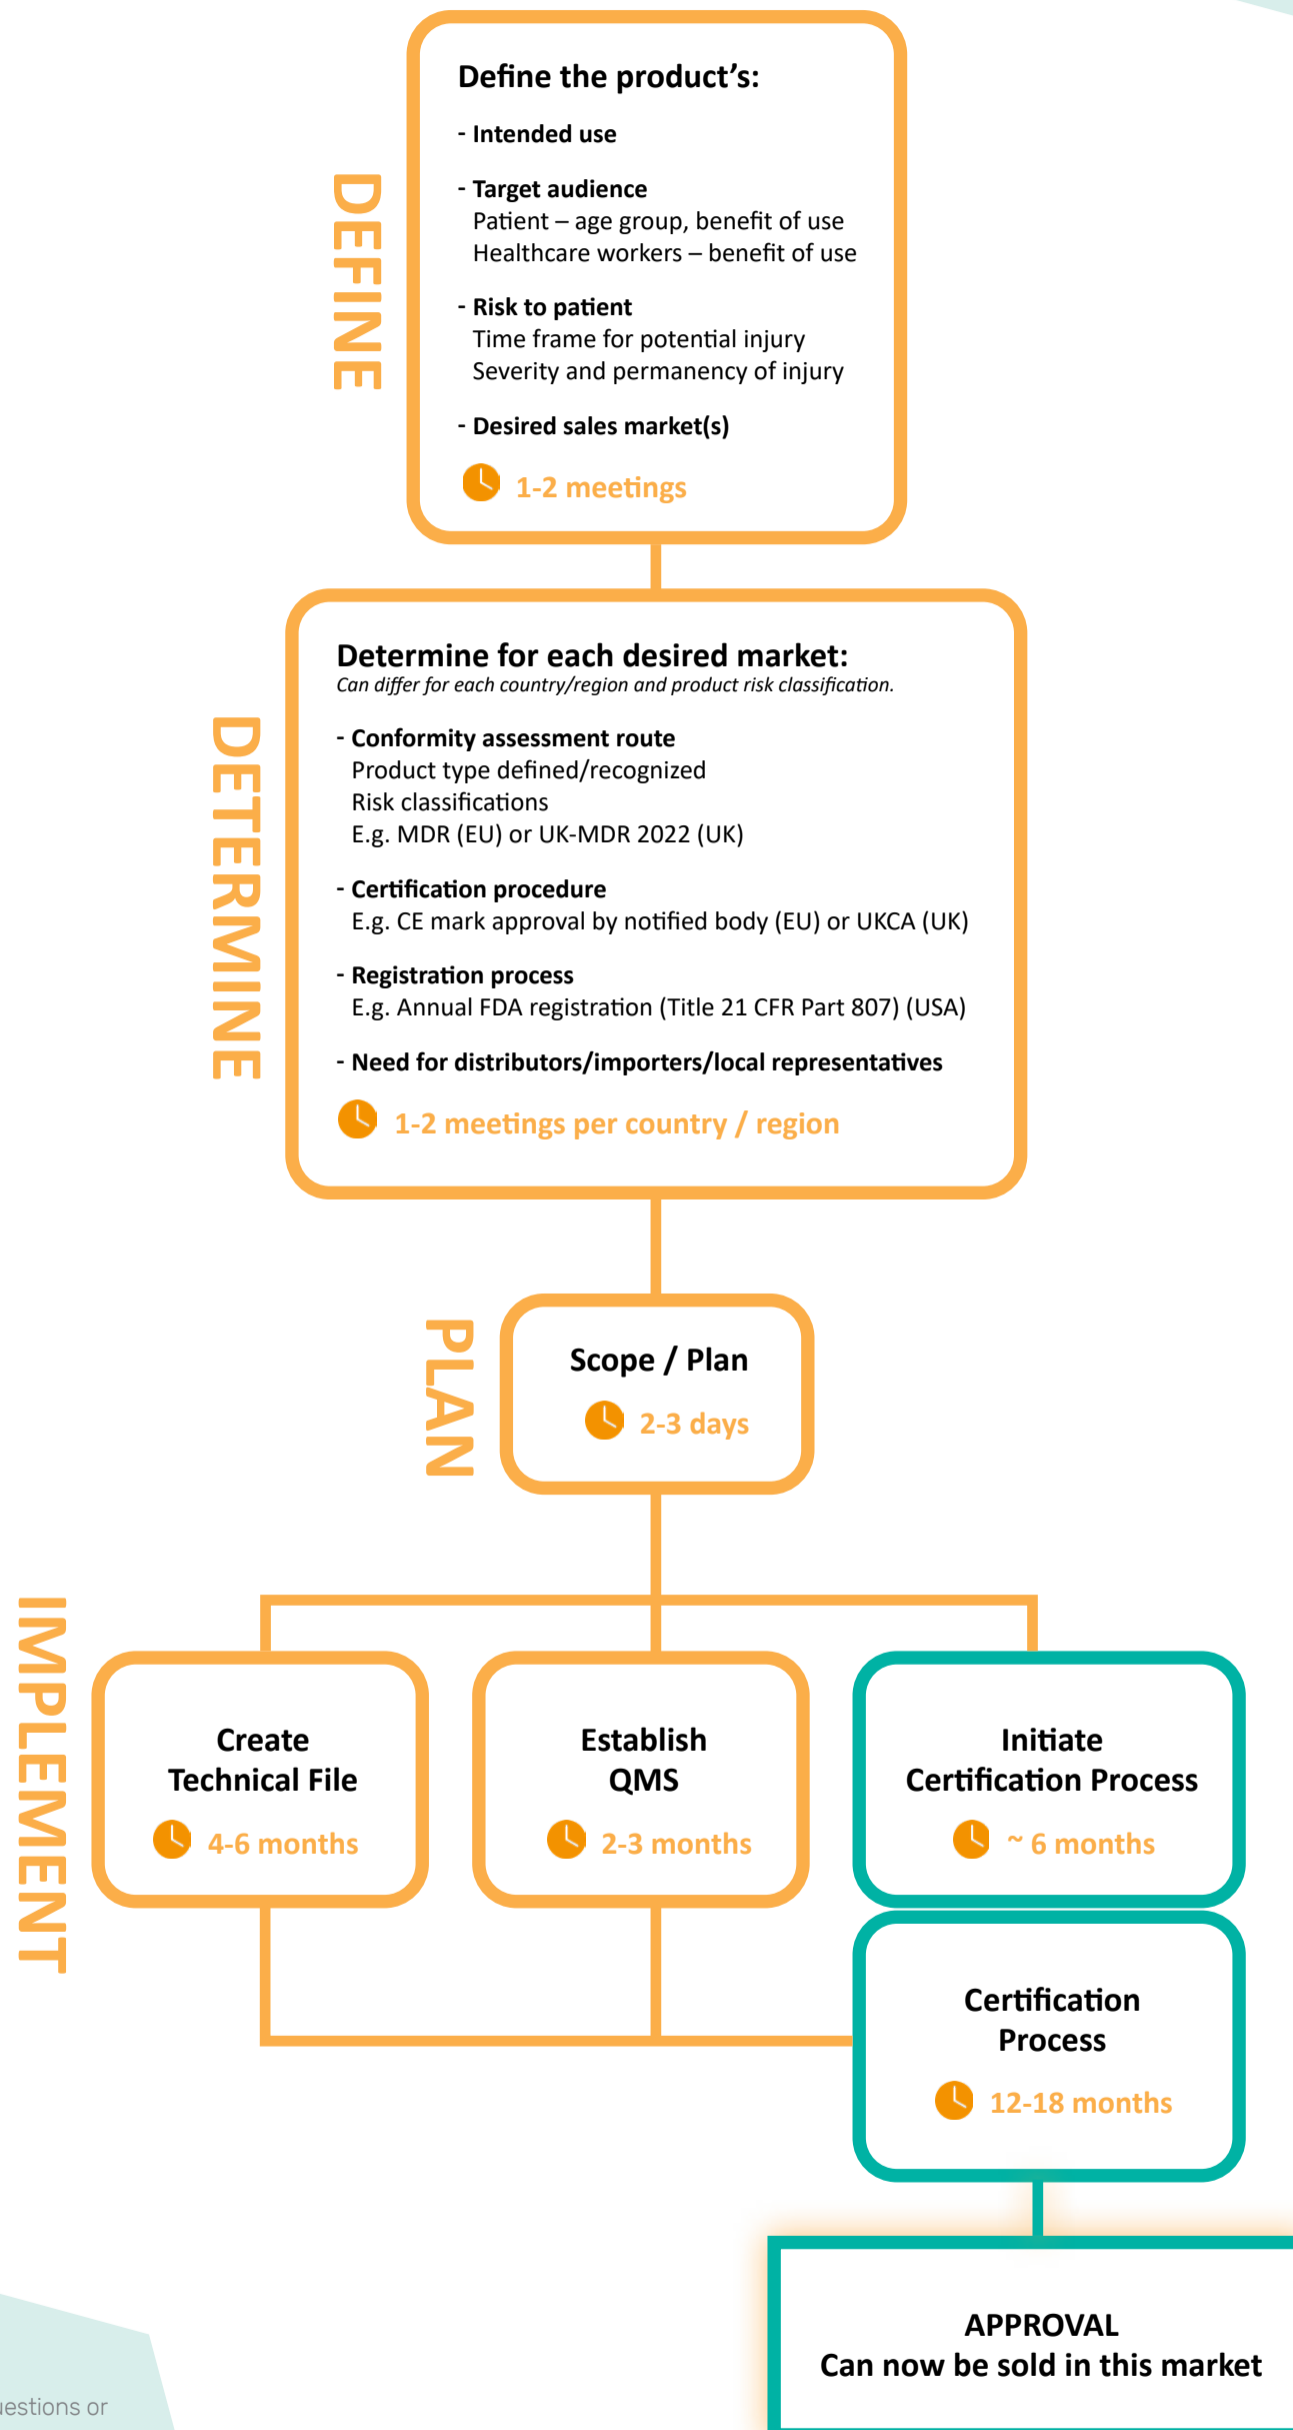 DEFINE
Define the product’s:
- Intended use
- Target audience
Patient – age group, benefit of use
Healthcare workers – benefit of use
- Risk to patient
Time frame for potential injury
Severity and permanency of injury
- Desired sales market(s)
1-2 meetings
DETERMINE
Determine for each desired market:
Can differ for each country/region and product risk classification.
- Conformity assessment route
Product type defined/recognized
Risk classifications
E.g. MDR (EU) or UK-MDR 2022 (UK)
- Certification procedure
E.g. CE mark approval by notified body (EU) or UKCA (UK)
- Registration process
E.g. Annual FDA registration (Title 21 CFR Part 807) (USA)
- Need for distributors/importers/local representatives
1-2 meetings per country / region
PLAN
Scope / Plan
2-3 days
IMPLEMENT
Create
Technical File
4-6 months
Establish
QMS
2-3 months
Initiate
Certification Process
~ 6 months
Certification
Process
12-18 months
APPROVAL
Can now be sold in this market
or